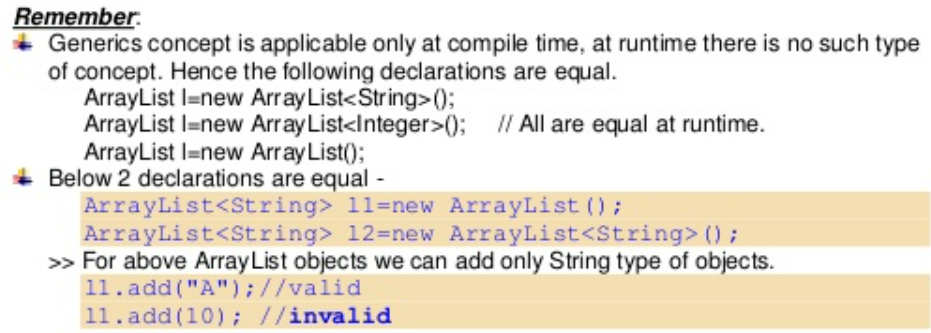 Remember:
Generics concept is applicable only at compile time, at runtime there is no such type
of concept. Hence the following declarations are equal.
ArrayList l=new ArrayList<String>();
ArrayList l=new ArrayList<Integer>(); // All are equal at runtime.
ArrayList l=new ArrayList();
Below 2 declarations are equal -
ArrayList<String> l1=new ArrayList();
ArrayList<String> l2=new ArrayList<String>();
>> For above ArrayList objects we can add only String type of objects.
l1.add("A");//valid
l1.add(10); //invalid